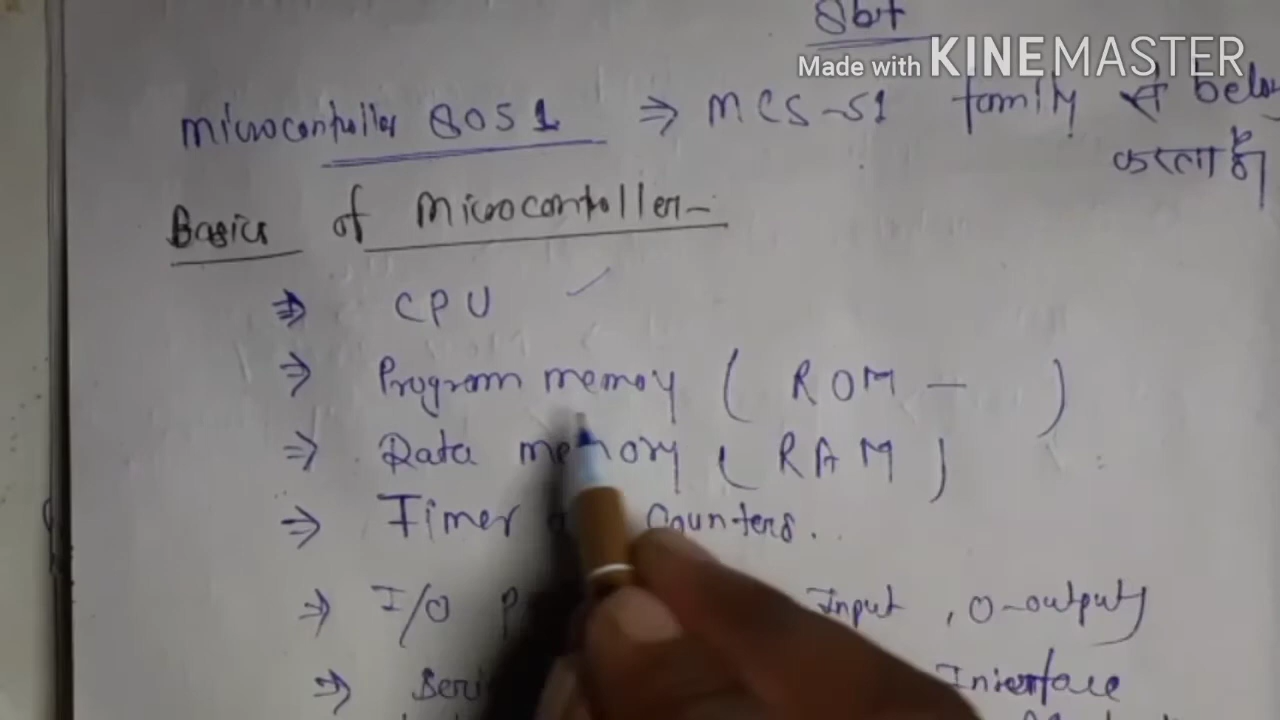 8bit
Made with KINEMASTER
Microcontroller 8051 ⇒ MCS-51 family से belong
करता है
Basics of Microcontroller-
⇒ CPU ✓
⇒ Program memoy ( ROM - )
⇒ Data memory ( RAM )
⇒ Timer Counters.
⇒ I/O Input, O-output
⇒ Interface